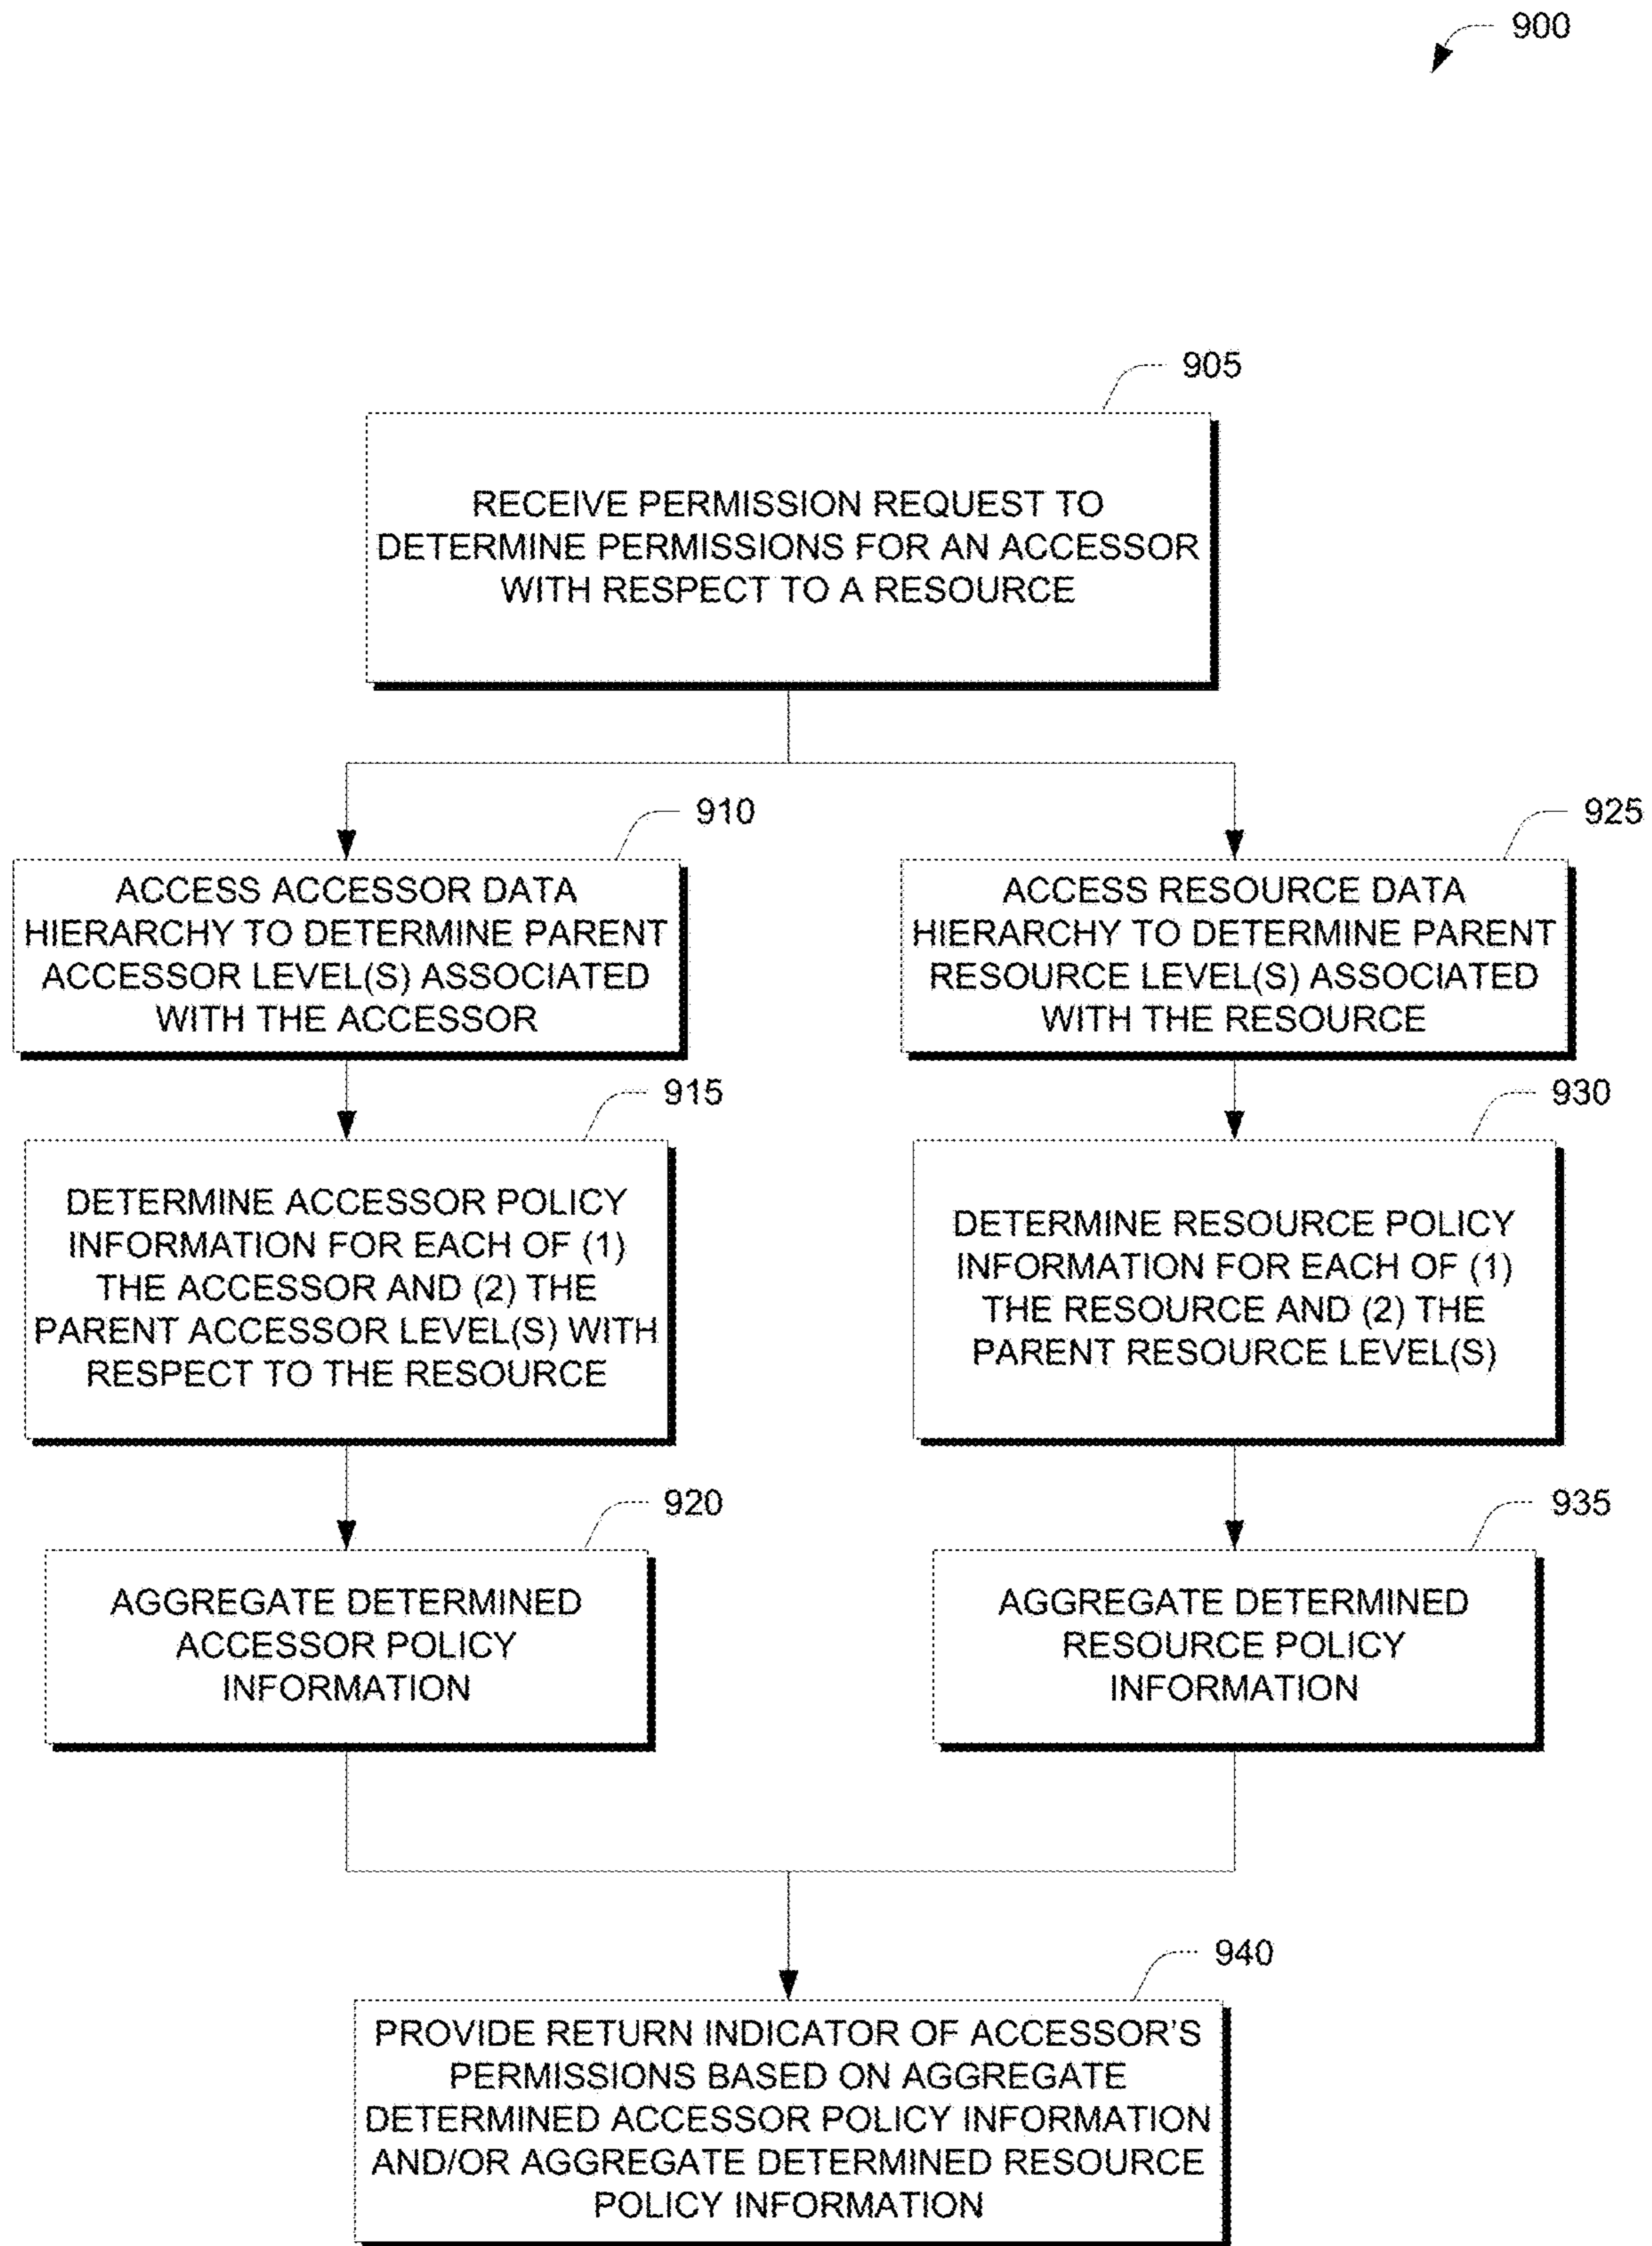 900
905
RECEIVE PERMISSION REQUEST TO
DETERMINE PERMISSIONS FOR AN ACCESSOR
WITH RESPECT TO A RESOURCE
910
ACCESS ACCESSOR DATA
HIERARCHY TO DETERMINE PARENT
ACCESSOR LEVEL(S) ASSOCIATED
WITH THE ACCESSOR
925
ACCESS RESOURCE DATA
HIERARCHY TO DETERMINE PARENT
RESOURCE LEVEL(S) ASSOCIATED
WITH THE RESOURCE
915
DETERMINE ACCESSOR POLICY
INFORMATION FOR EACH OF (1)
THE ACCESSOR AND (2) THE
PARENT ACCESSOR LEVEL(S) WITH
RESPECT TO THE RESOURCE
930
DETERMINE RESOURCE POLICY
INFORMATION FOR EACH OF (1)
THE RESOURCE AND (2) THE
PARENT RESOURCE LEVEL(S)
920
AGGREGATE DETERMINED
ACCESSOR POLICY
INFORMATION
935
AGGREGATE DETERMINED
RESOURCE POLICY
INFORMATION
940
PROVIDE RETURN INDICATOR OF ACCESSOR'S
PERMISSIONS BASED ON AGGREGATE
DETERMINED ACCESSOR POLICY INFORMATION
AND/OR AGGREGATE DETERMINED RESOURCE
POLICY INFORMATION